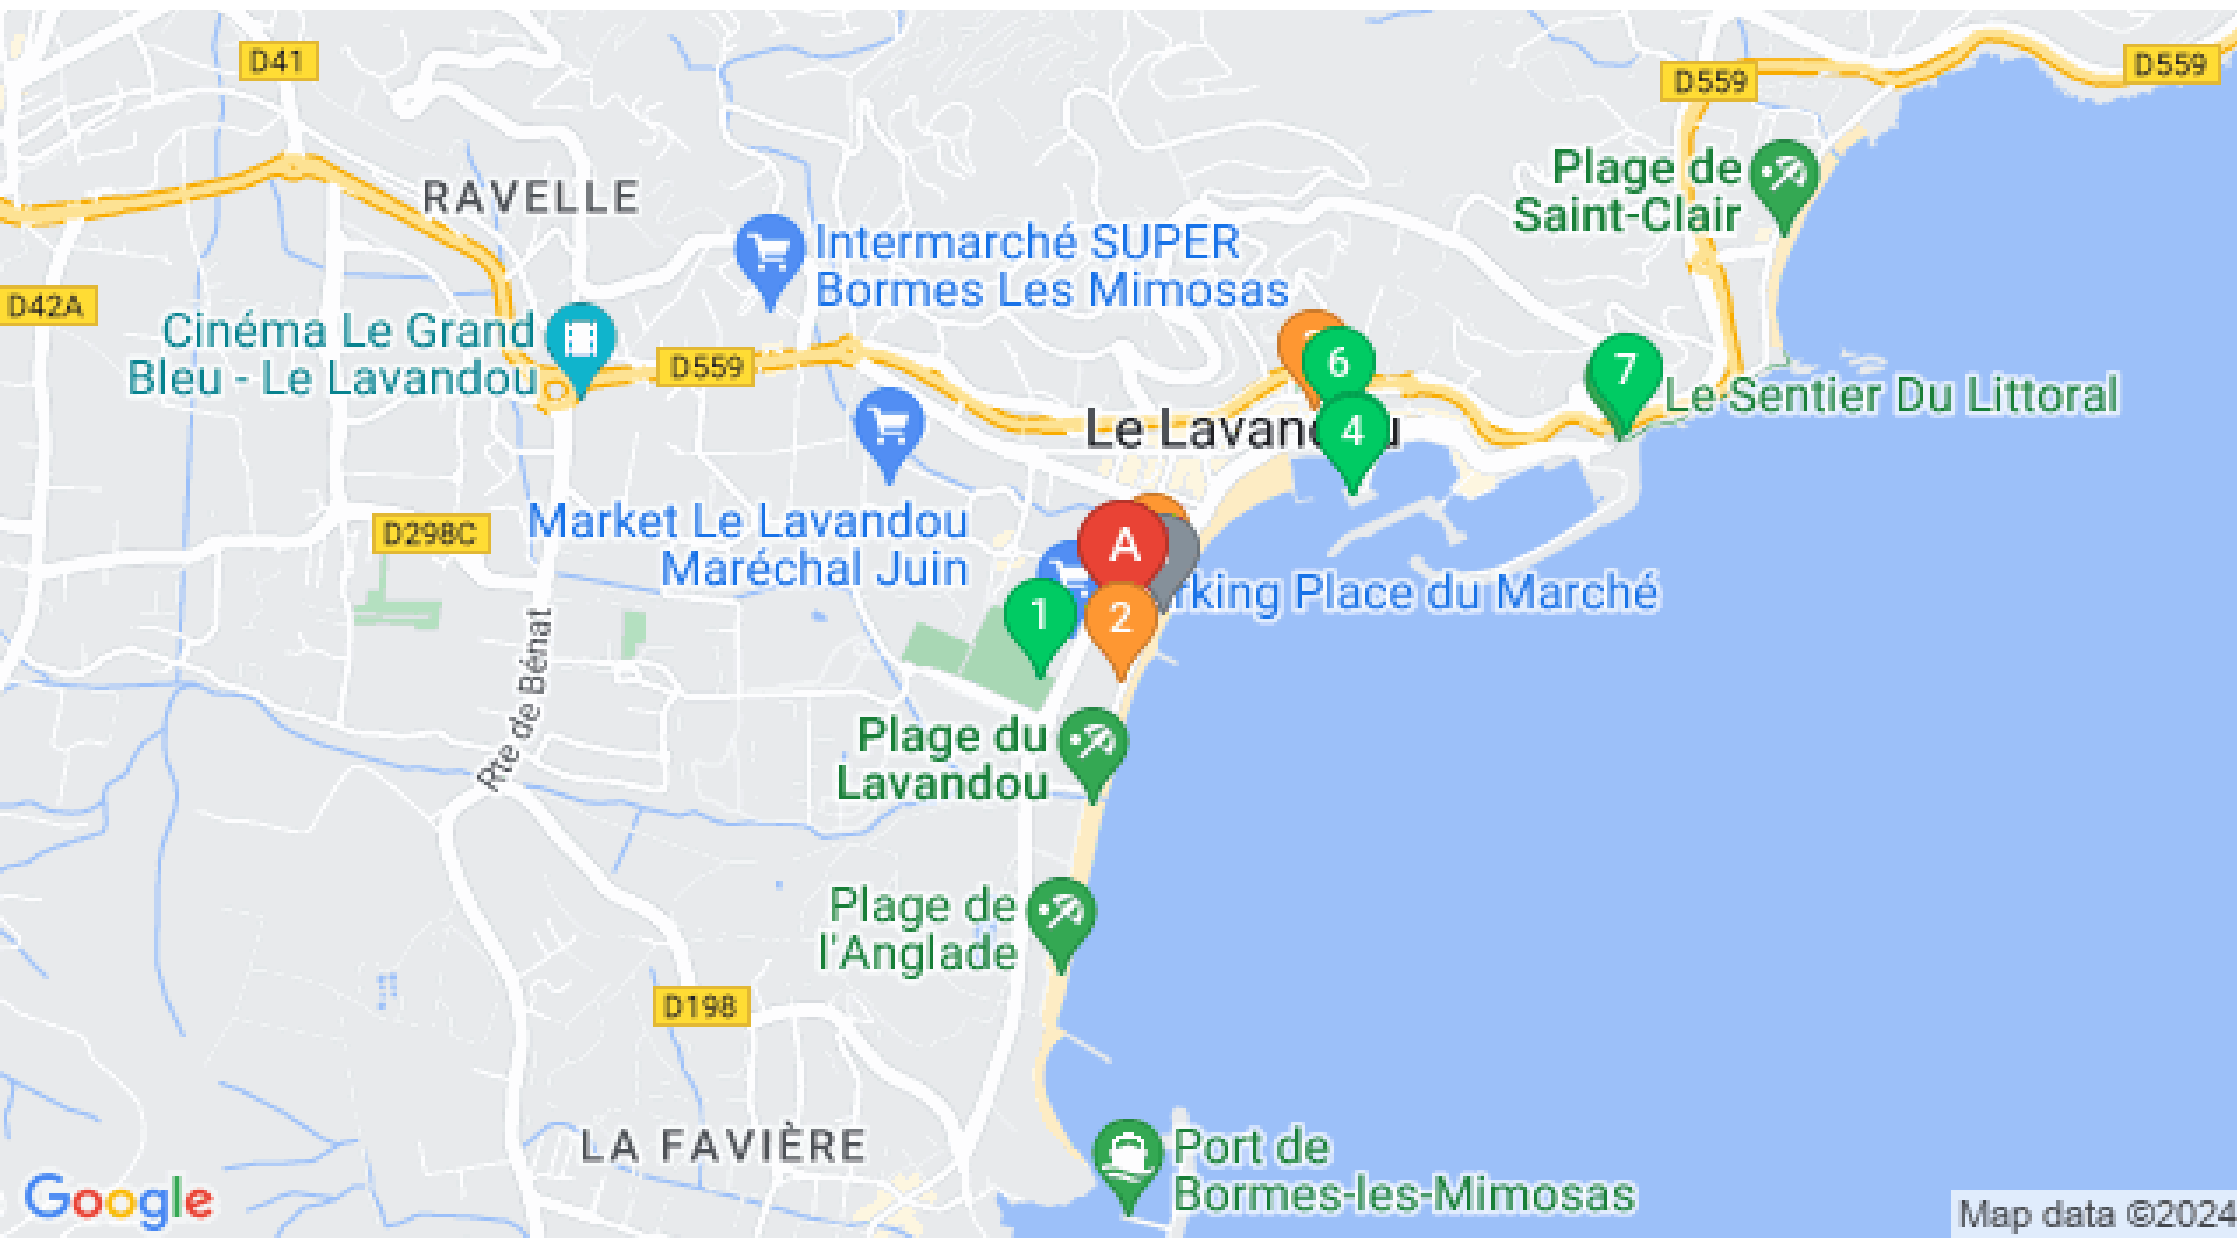 D41
D559
D559
Plage de
Saint-Clair
RAVELLE
Intermarché SUPER
Bormes Les Mimosas
D42A
Cinéma Le Grand
Bleu - Le Lavandou
D559
6
7
Le Sentier Du Littoral
Le Lavandou
4
D298C
Market Le Lavandou
Maréchal Juin
A
rking Place du Marché
1
2
Rte de Bénat
Plage du
Lavandou
Plage de
l'Anglade
D198
LA FAVIÈRE
Port de
Bormes-les-Mimosas
Google
Map data ©2024